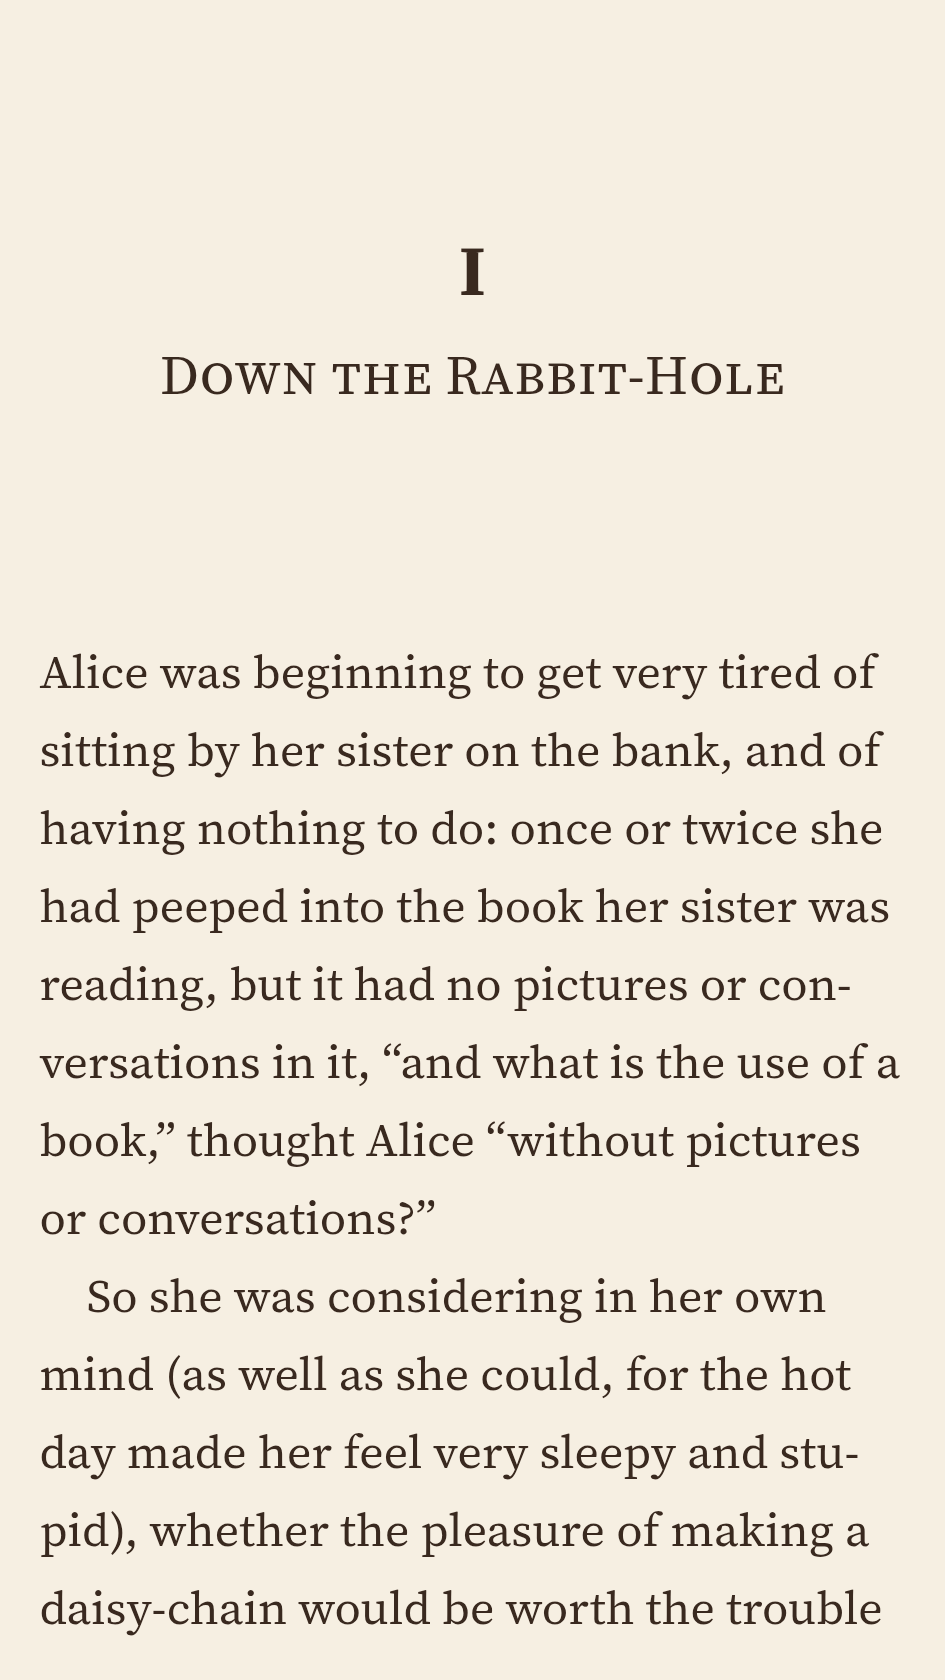 I
Down the Rabbit-Hole
Alice was beginning to get very tired of
sitting by her sister on the bank, and of
having nothing to do: once or twice she
had peeped into the book her sister was
reading, but it had no pictures or con-
versations in it, “and what is the use of a
book,” thought Alice “without pictures
or conversations?”
So she was considering in her own
mind (as well as she could, for the hot
day made her feel very sleepy and stu-
pid), whether the pleasure of making a
daisy-chain would be worth the trouble